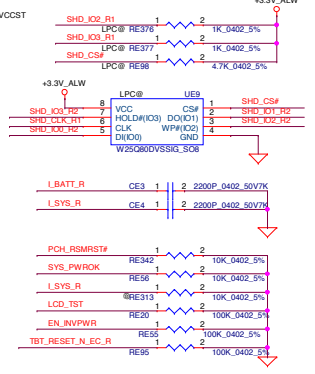 +3.3V_ALW
VCCST
SHD_IO2_R1 1 2
LPC@ RE376 1K_0402_5%
SHD_IO3_R1 1 2
LPC@ RE377 1K_0402_5%
SHD_CS# 1 2
LPC@ RE98 4.7K_0402_5%
+3.3V_ALW
LPC@ UE9
8 VCC CS# 1 SHD_CS#
SHD_IO3_R2 7 HOLD#(IO3) DO(IO1) 2 SHD_IO1_R2
SHD_CLK_R1 6 CLK WP#(IO2) 3 SHD_IO2_R2
SHD_IO0_R2 5 DI(IO0) GND 4
W25Q80DVSSIG_SO8
I_BATT_R CE3 1 2 2200P_0402_50V7K
I_SYS_R CE4 1 2 2200P_0402_50V7K
PCH_RSMRST# 1 2
RE342 10K_0402_5%
SYS_PWROK 1 2
RE56 10K_0402_5%
I_SYS_R 1 2
@RE313 10K_0402_5%
LCD_TST 1 2
RE20 100K_0402_5%
EN_INVPWR 1 2
RE55 100K_0402_5%
TBT_RESET_N_EC_R 1 2
RE95 100K_0402_5%